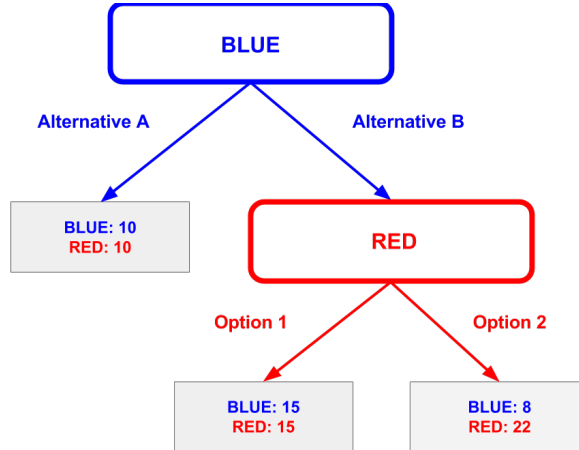 BLUE
Alternative A
Alternative B
BLUE: 10
RED: 10
RED
Option 1
Option 2
BLUE: 15
RED: 15
BLUE: 8
RED: 22